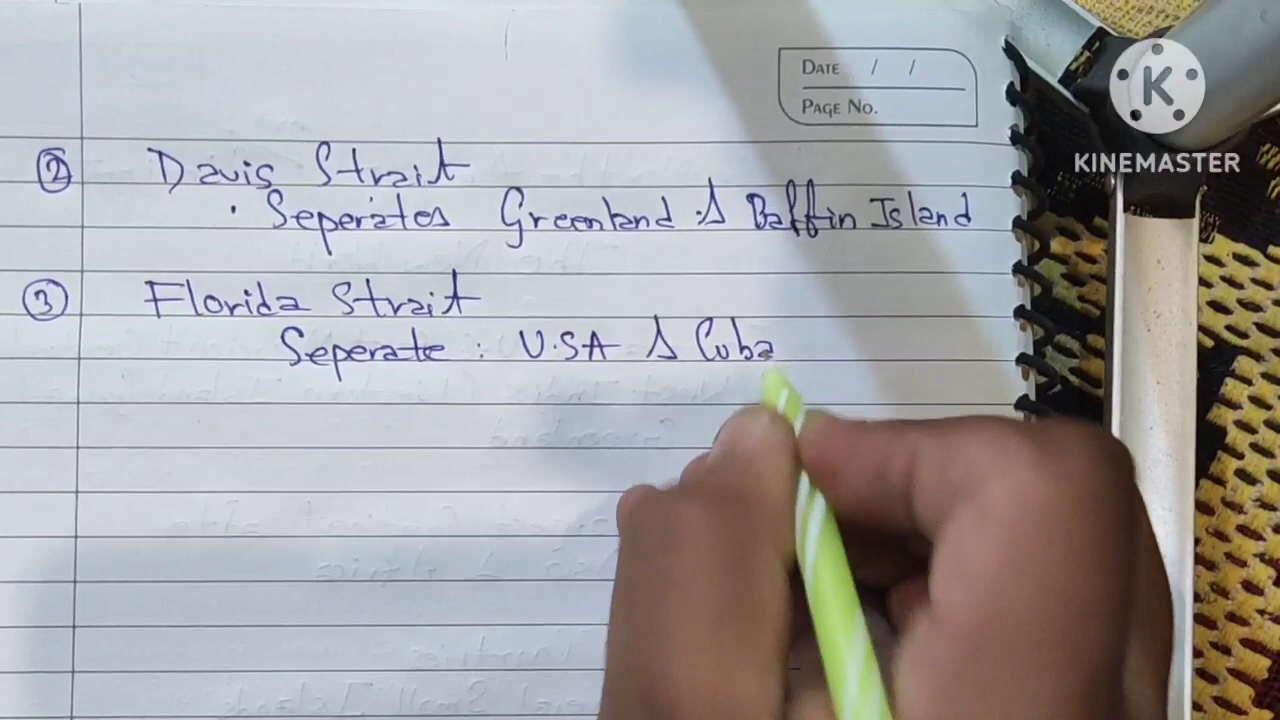 DATE / /
PAGE NO.
K
KINEMASTER
② Davis Strait
· Seperates Greenland & Baffin Island
③ Florida Strait
Seperate : U.S.A & Cuba